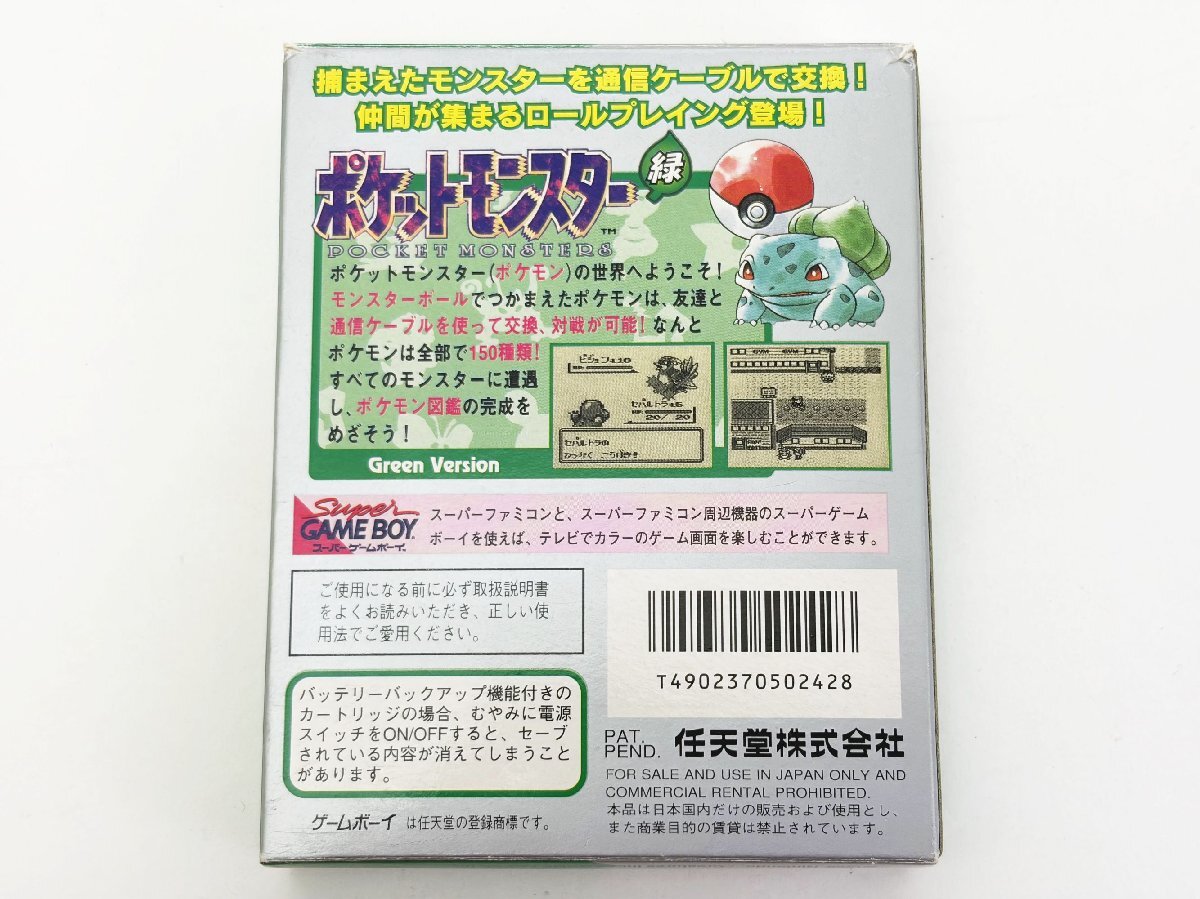 捕まえたモンスターを通信ケーブルで交換！
仲間が集まるロールプレイング登場！
ポケットモンスター 緑
TM
POCKET MONSTERS
ポケットモンスター(ポケモン)の世界へようこそ！
モンスターボールでつかまえたポケモンは、友達と
通信ケーブルを使って交換、対戦が可能！なんと
ポケモンは全部で150種類！
すべてのモンスターに遭遇
し、ポケモン図鑑の完成を
めざそう！
Green Version
20/ 20
GYM GYM
Super
GAME BOY
スーパーゲームボーイ
スーパーファミコンと、スーパーファミコン周辺機器のスーパーゲーム
ボーイを使えば、テレビでカラーのゲーム画面を楽しむことができます。
ご使用になる前に必ず取扱説明書
をよくお読みいただき、正しい使
用法でご愛用ください。
バッテリーバックアップ機能付きの
カートリッジの場合、むやみに電源
スイッチをON/OFFすると、セーブ
されている内容が消えてしまうこと
があります。
ゲームボーイ は任天堂の登録商標です。
T4902370502428
PAT.
PEND. 任天堂株式会社
FOR SALE AND USE IN JAPAN ONLY AND
COMMERCIAL RENTAL PROHIBITED.
本品は日本国内だけの販売および使用とし、
また商業目的の賃貸は禁止されています。